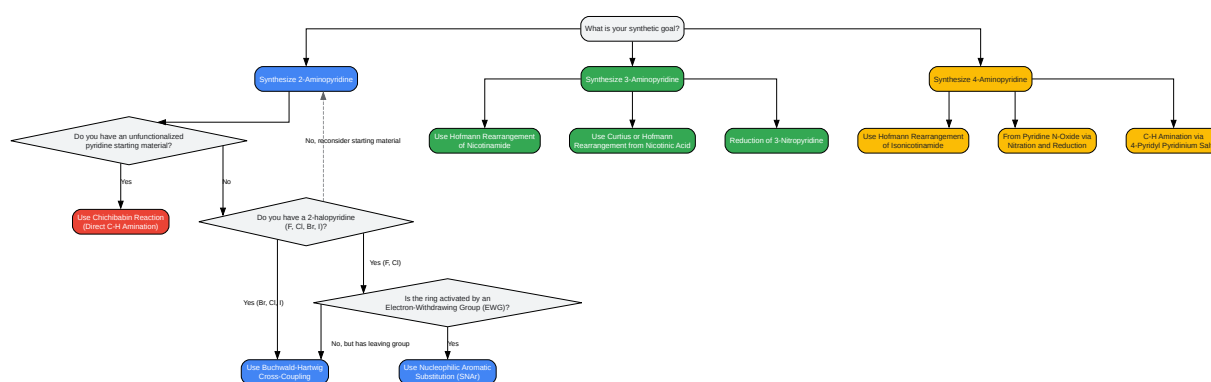 What is your synthetic goal?
Synthesize 2-Aminopyridine
Synthesize 3-Aminopyridine
Synthesize 4-Aminopyridine
Do you have an unfunctionalized
pyridine starting material?
No, reconsider starting material
Use Hofmann Rearrangement
of Nicotinamide
Use Curtius or Hofmann
Rearrangement from Nicotinic Acid
Reduction of 3-Nitropyridine
Use Hofmann Rearrangement
of Isonicotinamide
From Pyridine N-Oxide via
Nitration and Reduction
C-H Amination via
4-Pyridyl Pyridinium Salt
Yes
No
Use Chichibabin Reaction
(Direct C-H Amination)
Do you have a 2-halopyridine
(F, Cl, Br, I)?
Yes (F, Cl)
Yes (Br, Cl, I)
Is the ring activated by an
Electron-Withdrawing Group (EWG)?
No, but has leaving group
Yes
Use Buchwald-Hartwig
Cross-Coupling
Use Nucleophilic Aromatic
Substitution (SNAr)